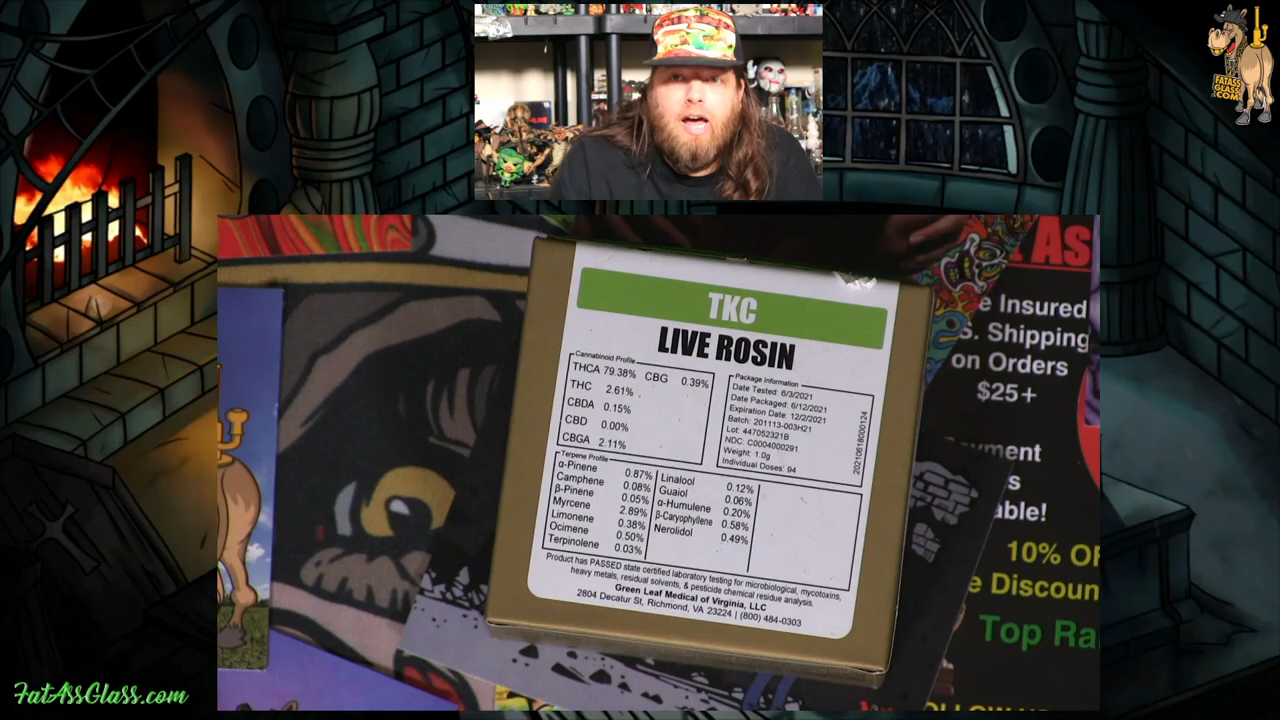 FATASS
GLASS
.COM
TKC
LIVE ROSIN
Cannabinoid Profile
THCA 79.38% CBG 0.39%
THC 2.61%
CBDA 0.15%
CBD 0.00%
CBGA 2.11%
Package Information
Date Tested: 6/3/2021
Date Packaged: 6/12/2021
Expiration Date: 12/2/2021
Batch: 201113-003H21
Lot: 447052321B
NDC: C0004000291
Weight: 1.0g
Individual Doses: 94
20210618000124
Terpene Profile
α-Pinene 0.87%
Camphene 0.08%
β-Pinene 0.05%
Myrcene 2.89%
Limonene 0.38%
Ocimene 0.50%
Terpinolene 0.03%
Linalool 0.12%
Guaiol 0.06%
α-Humulene 0.20%
β-Caryophyllene 0.58%
Nerolidol 0.49%
Product has PASSED state certified laboratory testing for microbiological, mycotoxins,
heavy metals, residual solvents, & pesticide chemical residue analysis.
Green Leaf Medical of Virginia, LLC
2804 Decatur St, Richmond, VA 23224 | (800) 484-0303
As
e Insured
S. Shipping
on Orders
$25+
yment
s
able!
10% OF
e Discoun
Top Ra
FatAssGlass.com